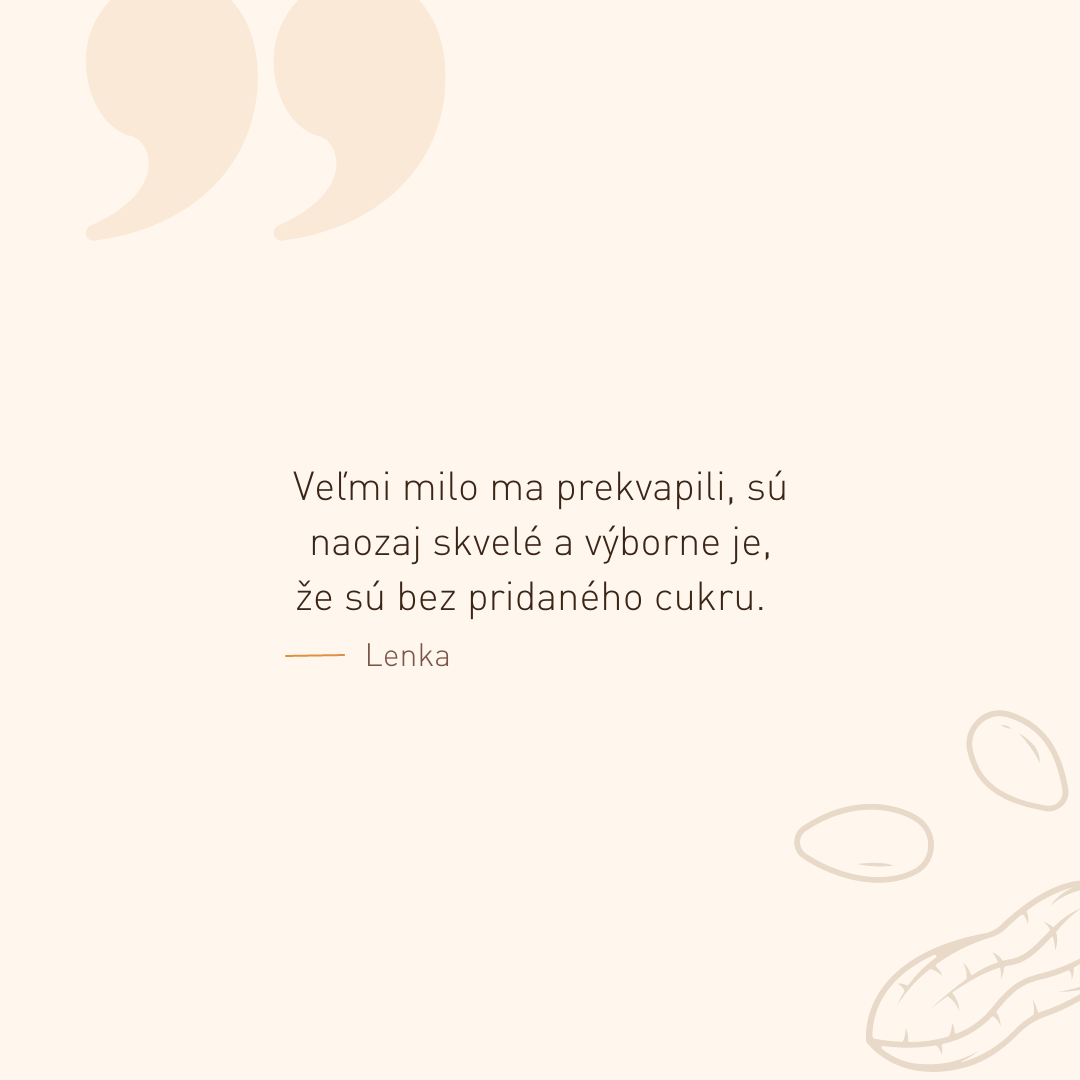 Veľmi milo ma prekvapili, sú
naozaj skvelé a výborne je,
že sú bez pridaného cukru.
Lenka